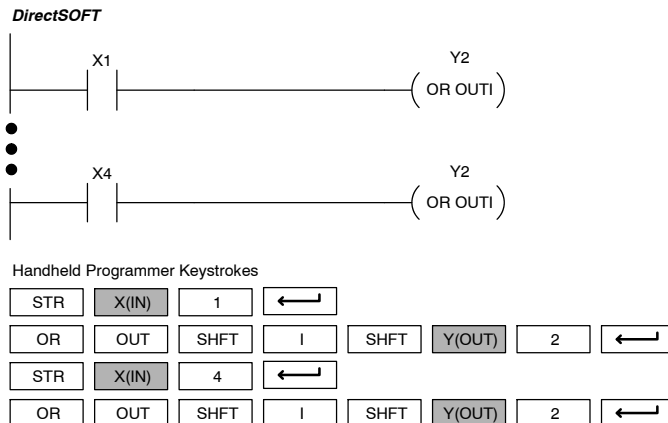 DirectSOFT
X1
Y2
OR OUTI
X4
Y2
OR OUTI
Handheld Programmer Keystrokes
STR X(IN) 1
OR OUT SHFT I SHFT Y(OUT) 2
STR X(IN) 4
OR OUT SHFT I SHFT Y(OUT) 2